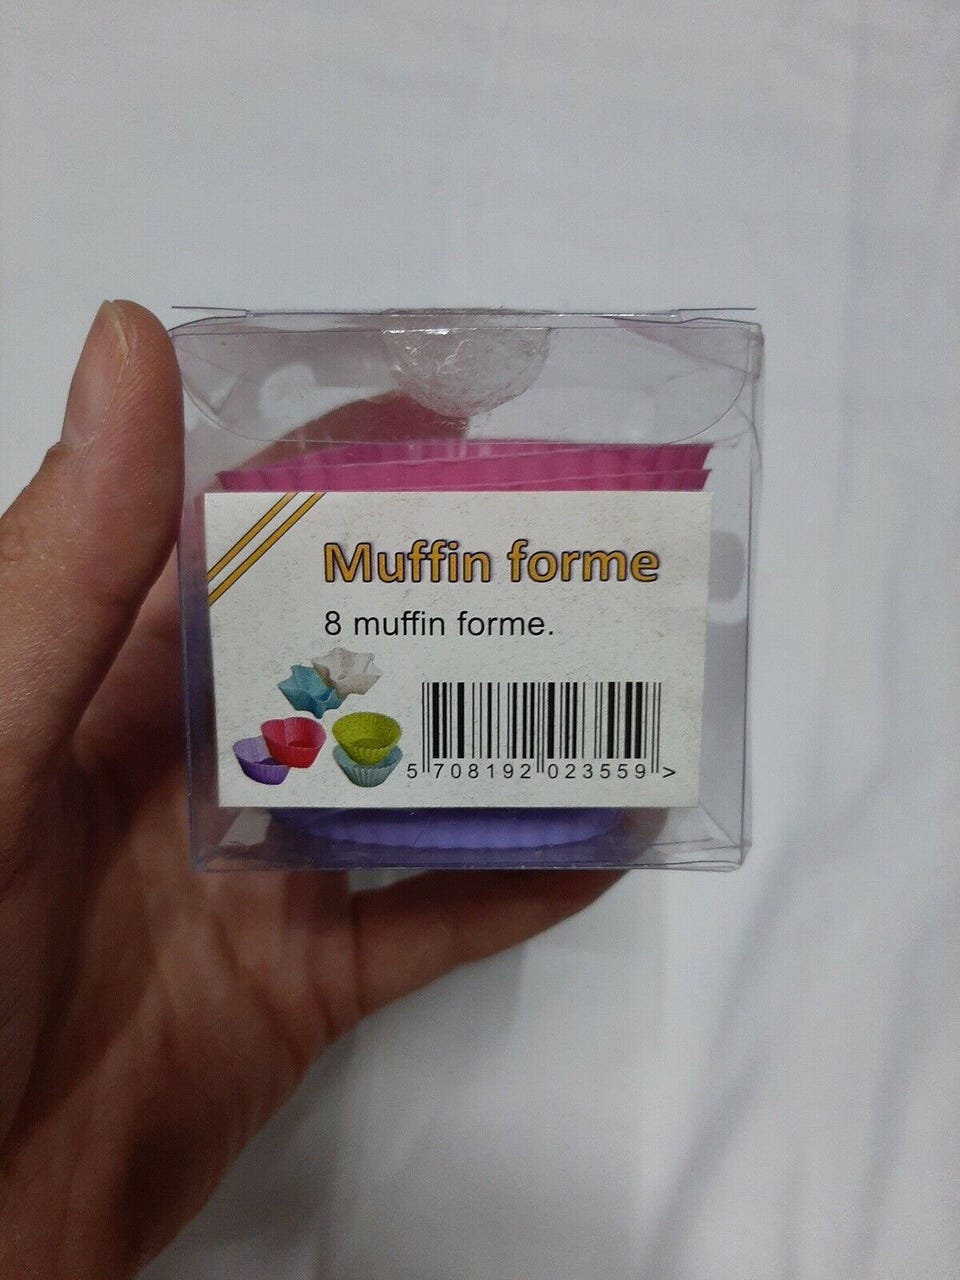 Muffin forme
8 muffin forme.
5 708192 023559 >